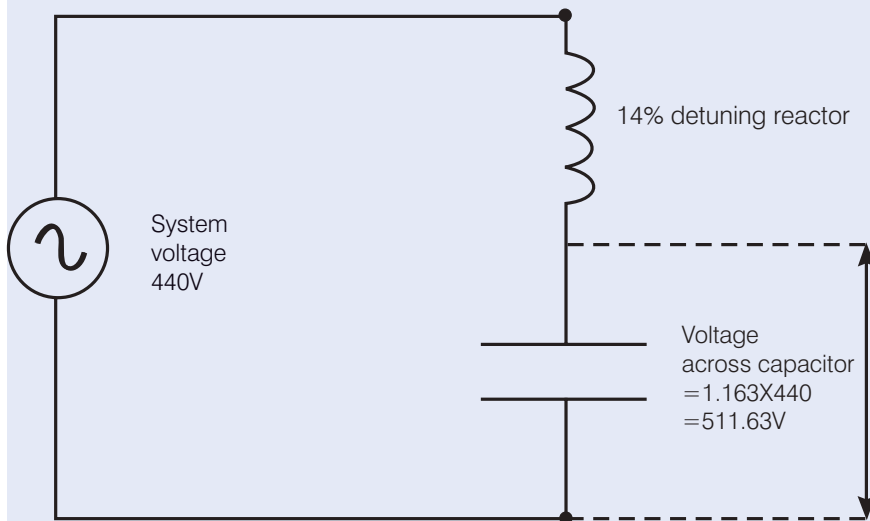 14% detuning reactor
System
voltage
440V
Voltage
across capacitor
=1.163X440
=511.63V